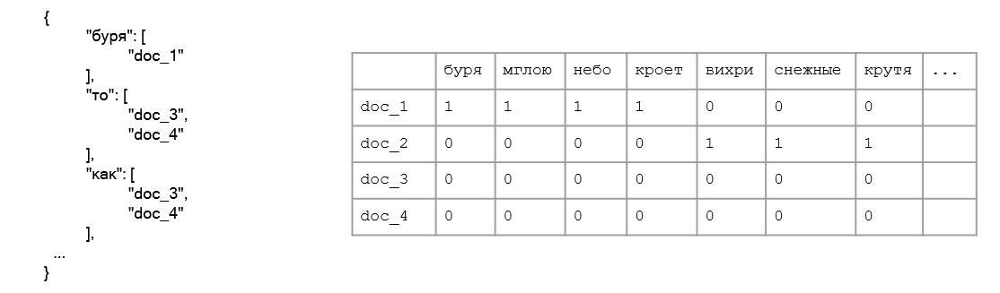 {
"буря": [
"doc_1"
],
"то": [
"doc_3",
"doc_4"
],
"как": [
"doc_3",
"doc_4"
],
...
}
буря мглою небо кроет вихри снежные крутя ...
doc_1 1 1 1 1 0 0 0
doc_2 0 0 0 0 1 1 1
doc_3 0 0 0 0 0 0 0
doc_4 0 0 0 0 0 0 0